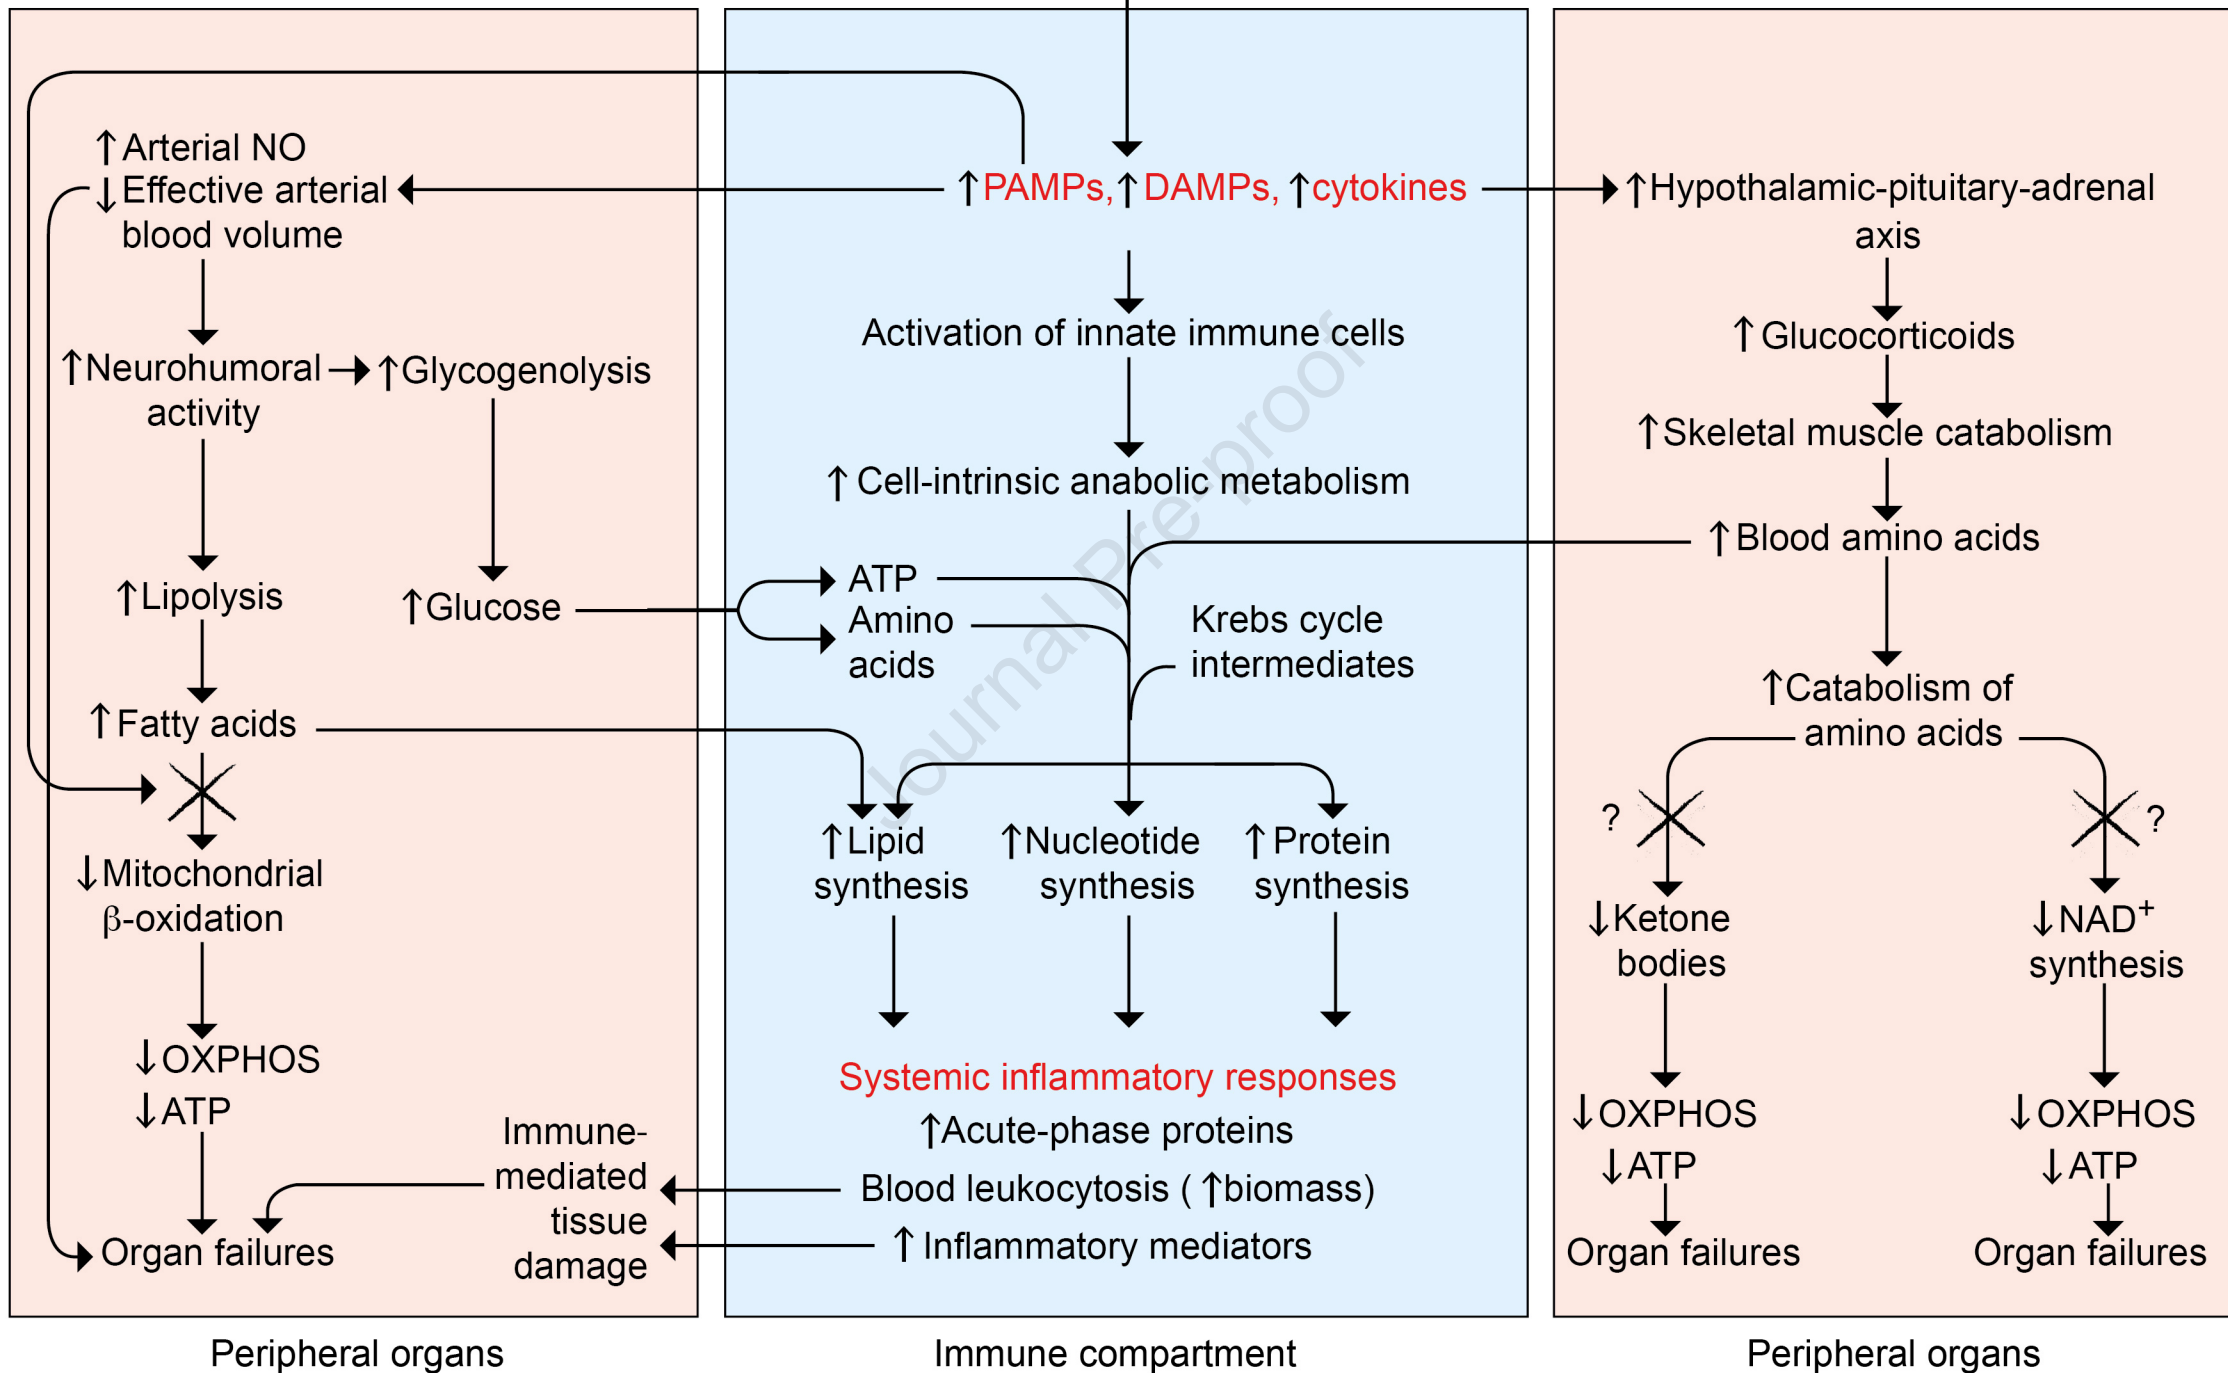 ↑Arterial NO
↓Effective arterial
blood volume
↑Neurohumoral
activity
↑Glycogenolysis
↑Lipolysis
↑Glucose
↑Fatty acids
↓Mitochondrial
β-oxidation
↓OXPHOS
↓ATP
Organ failures
Immune-
mediated
tissue
damage
Peripheral organs
↑PAMPs,↑DAMPs, ↑cytokines
Activation of innate immune cells
↑Cell-intrinsic anabolic metabolism
ATP
Amino
acids
Krebs cycle
intermediates
↑Lipid
synthesis
↑Nucleotide
synthesis
↑Protein
synthesis
Systemic inflammatory responses
↑Acute-phase proteins
Blood leukocytosis ( ↑biomass)
↑Inflammatory mediators
Journal Pre-proof
Immune compartment
↑Hypothalamic-pituitary-adrenal
axis
↑Glucocorticoids
↑Skeletal muscle catabolism
↑Blood amino acids
↑Catabolism of
amino acids
?
?
↓Ketone
bodies
↓OXPHOS
↓ATP
Organ failures
↓NAD⁺
synthesis
↓OXPHOS
↓ATP
Organ failures
Peripheral organs